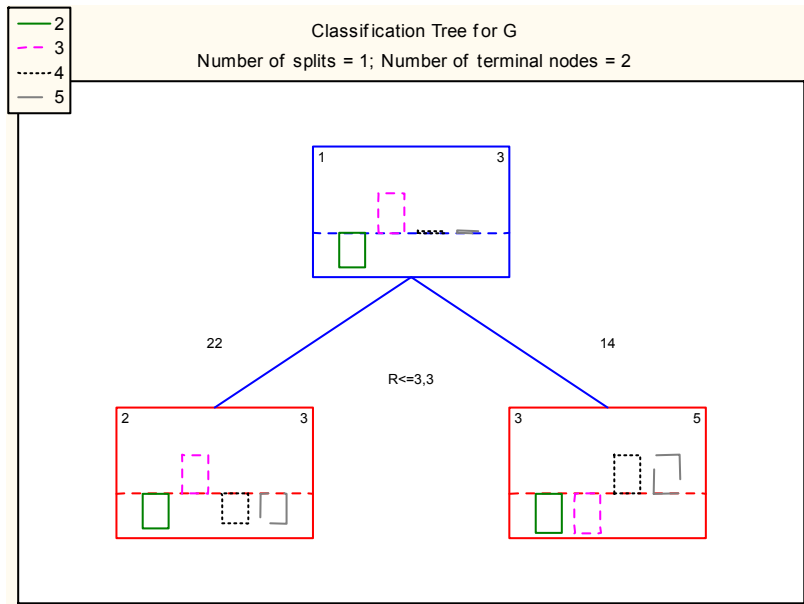 2
3
4
5
Classification Tree for G
Number of splits = 1; Number of terminal nodes = 2
1 3
22 14
R<=3,3
2 3 3 5